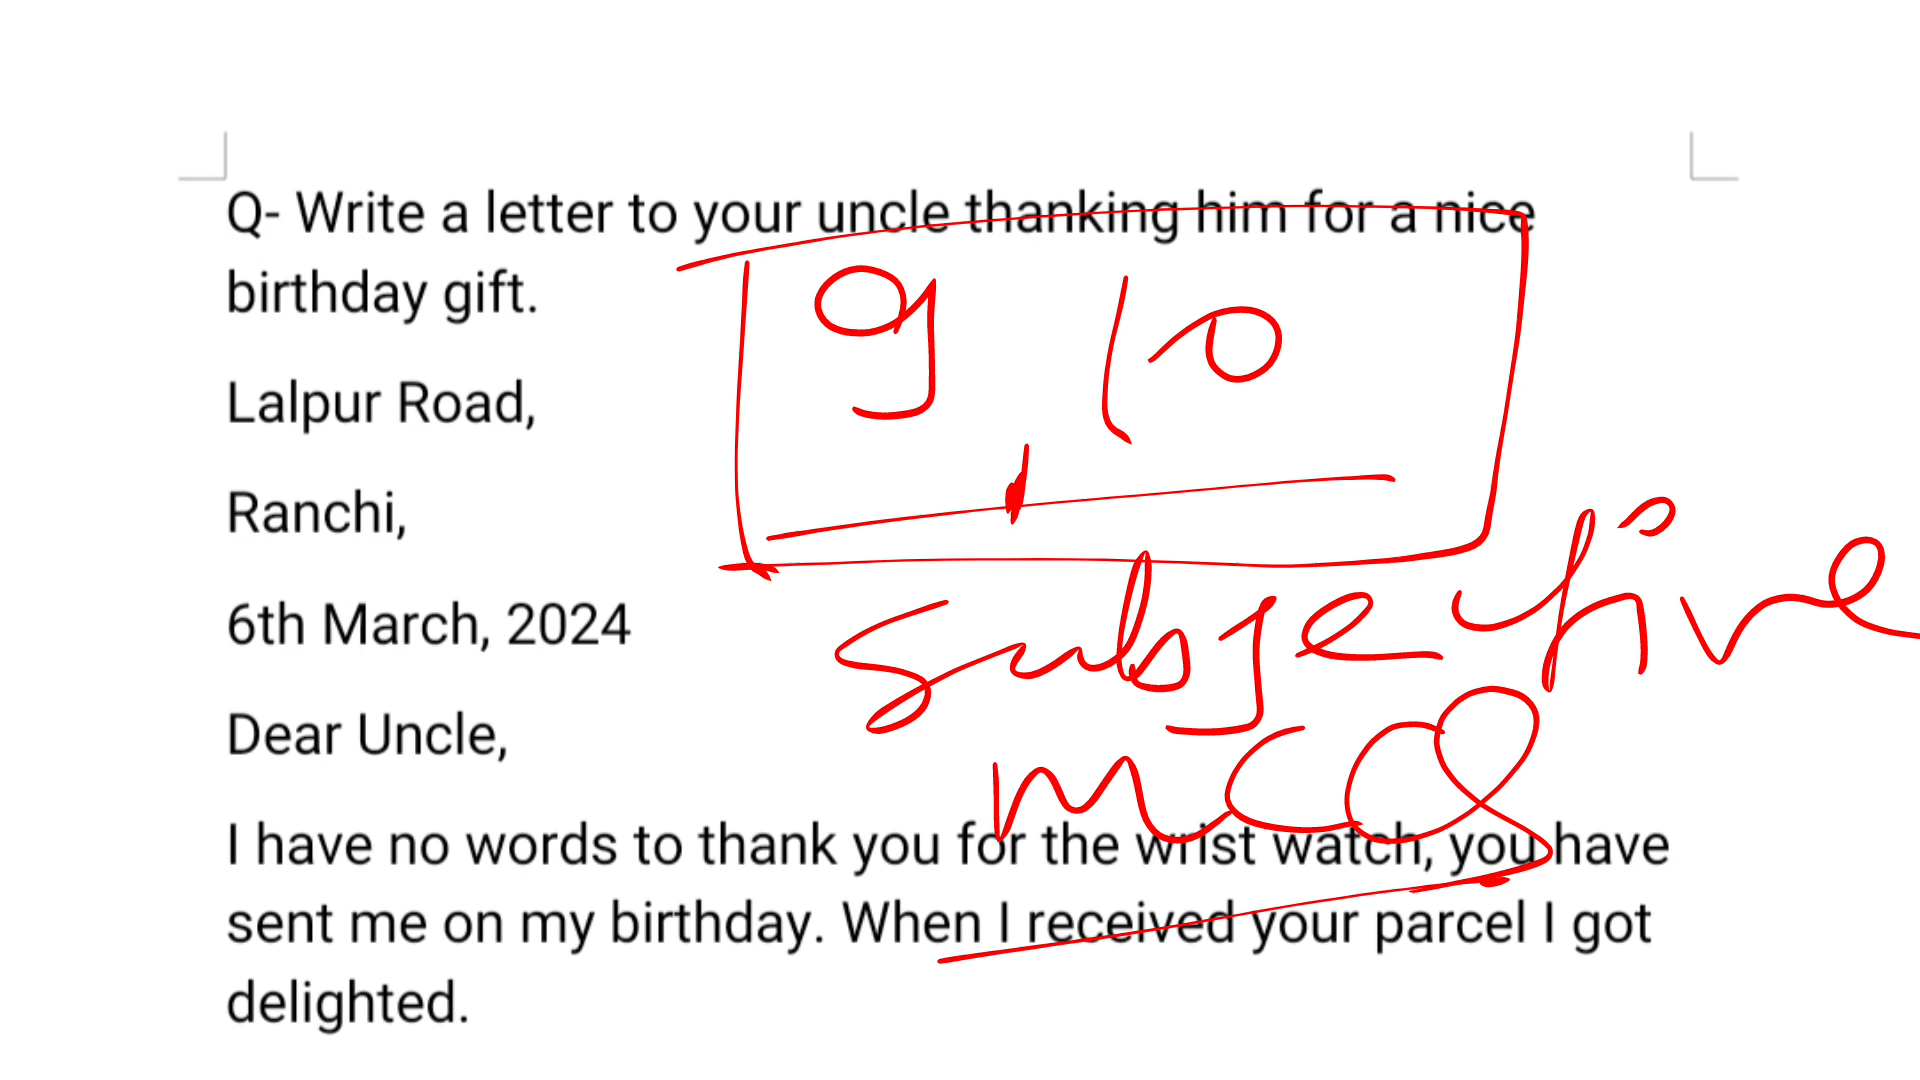 Q- Write a letter to your uncle thanking him for a nice
birthday gift.
9 10
Lalpur Road,
Ranchi,
6th March, 2024
subjective
Dear Uncle,
MCQ
I have no words to thank you for the wrist watch, you have
sent me on my birthday. When I received your parcel I got
delighted.